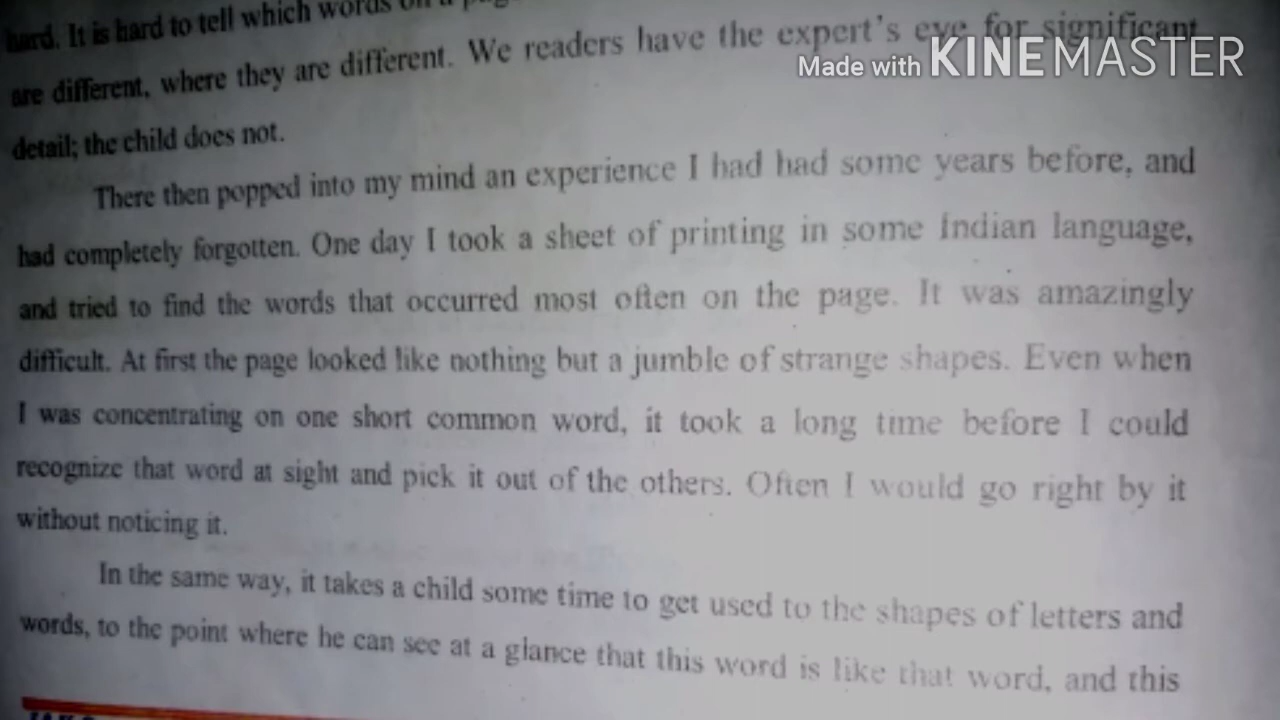 hard. It is hard to tell which words on a
are different, where they are different. We readers have the expert's eye for significant
Made with KINEMASTER
detail; the child does not.
There then popped into my mind an experience I had had some years before, and
had completely forgotten. One day I took a sheet of printing in some Indian language,
and tried to find the words that occurred most often on the page. It was amazingly
difficult. At first the page looked like nothing but a jumble of strange shapes. Even when
I was concentrating on one short common word, it took a long time before I could
recognize that word at sight and pick it out of the others. Often I would go right by it
without noticing it.
In the same way, it takes a child some time to get used to the shapes of letters and
words, to the point where he can see at a glance that this word is like that word, and this